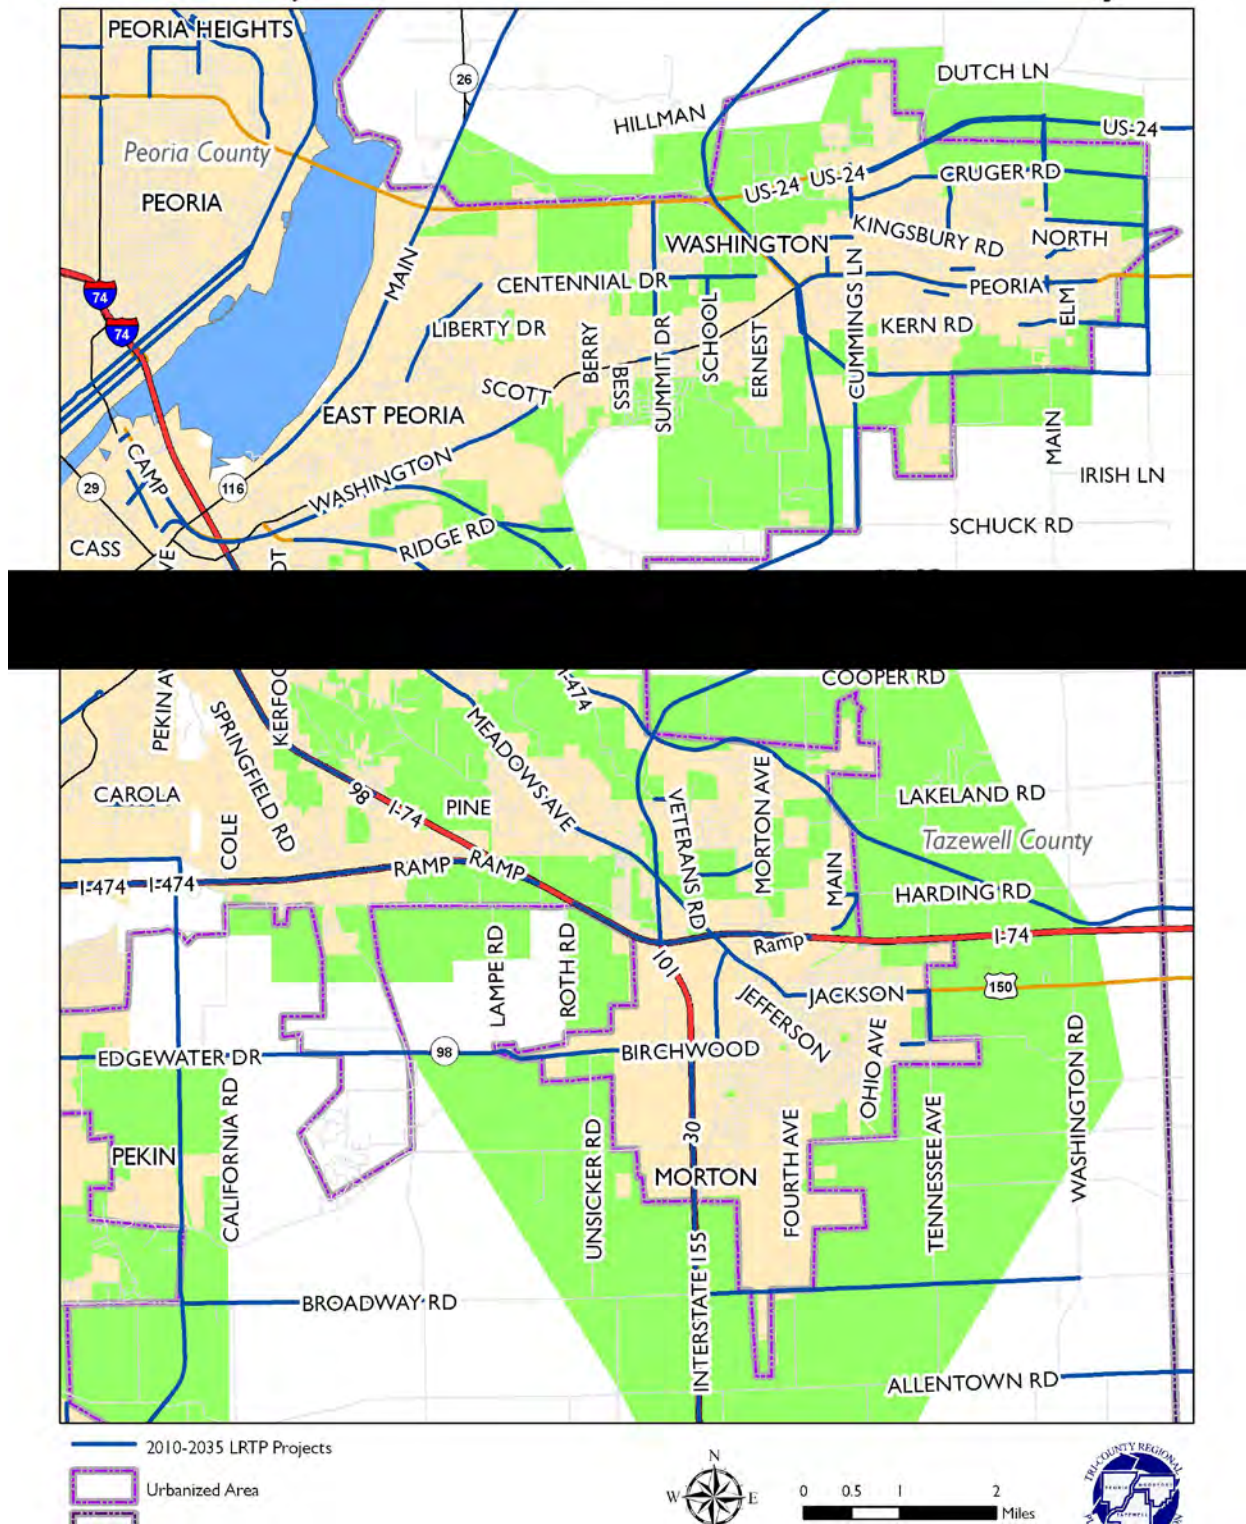 PEORIA HEIGHTS
26
DUTCH LN
HILLMAN
US-24
Peoria County
US-24
US-24
CRUGER RD
PEORIA
WASHINGTON
KINGSBURY RD
NORTH
MAIN
CENTENNIAL DR
PEORIA
74
74
LIBERTY DR
BERRY
BESS
SUMMIT DR
SCHOOL
ERNEST
CUMMINGS LN
KERN RD
ELM
SCOTT
EAST PEORIA
MAIN
CAMP
WASHINGTON
IRISH LN
29
116
RIDGE RD
SCHUCK RD
CASS
COOPER RD
I-474
PEKIN
SPRINGFIELD RD
MEADOWS AVE
CAROLA
98
I-74
PINE
VETERANS RD
MORTON AVE
LAKELAND RD
COLE
Tazewell County
I-474
I-474
RAMP
RAMP
MAIN
HARDING RD
LAMPE RD
ROTH RD
101
Ramp
I-74
JEFFERSON
JACKSON
150
EDGEWATER DR
98
BIRCHWOOD
OHIO AVE
WASHINGTON RD
CALIFORNIA RD
PEKIN
UNSICKER RD
30
MORTON
FOURTH AVE
TENNESSEE AVE
INTERSTATE 155
BROADWAY RD
ALLENTOWN RD
2010-2035 LRTP Projects
Urbanized Area
N
W E
0 0.5 1 2
Miles
TRI-COUNTY REGIONAL